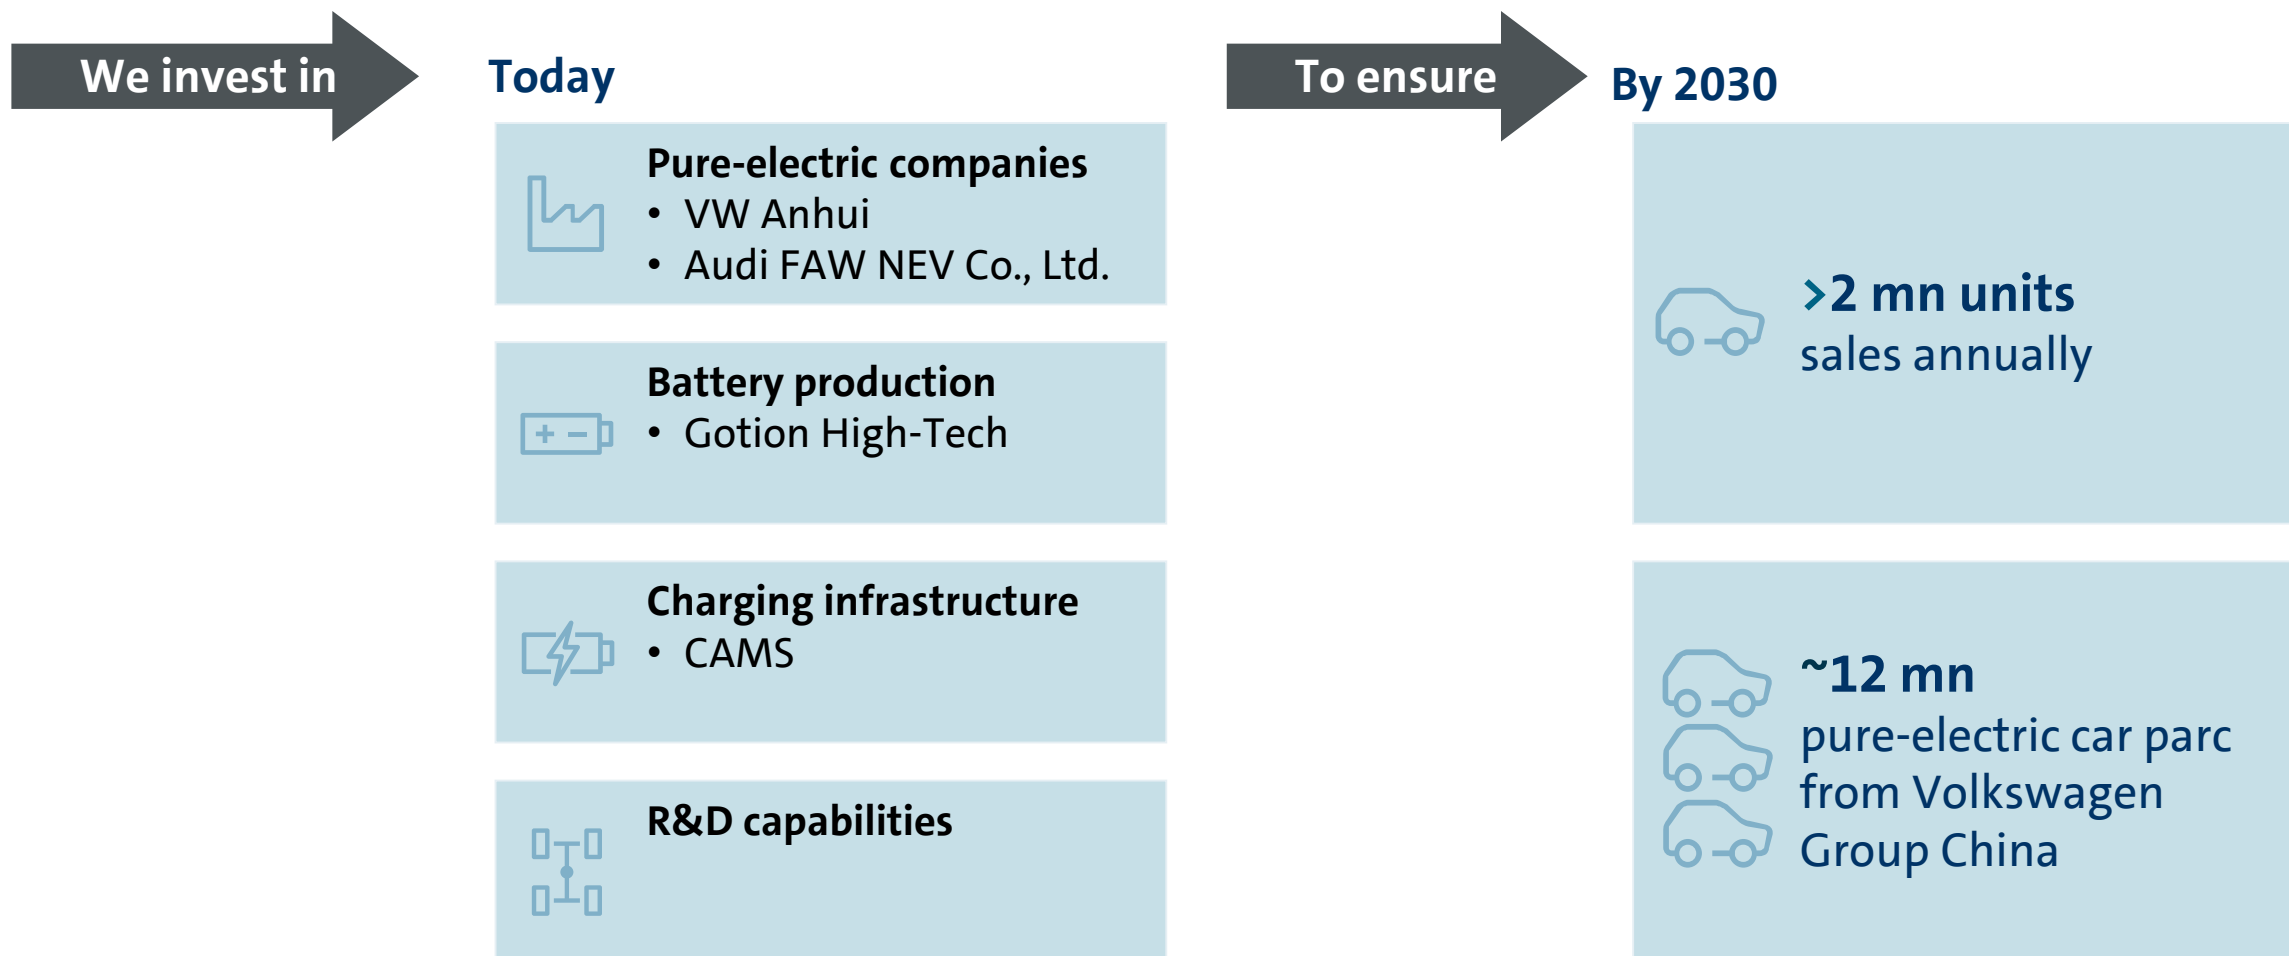 We invest in
Today
Pure-electric companies
• VW Anhui
• Audi FAW NEV Co., Ltd.
Battery production
• Gotion High-Tech
Charging infrastructure
• CAMS
R&D capabilities
To ensure
By 2030
>2 mn units
sales annually
~12 mn
pure-electric car parc
from Volkswagen
Group China